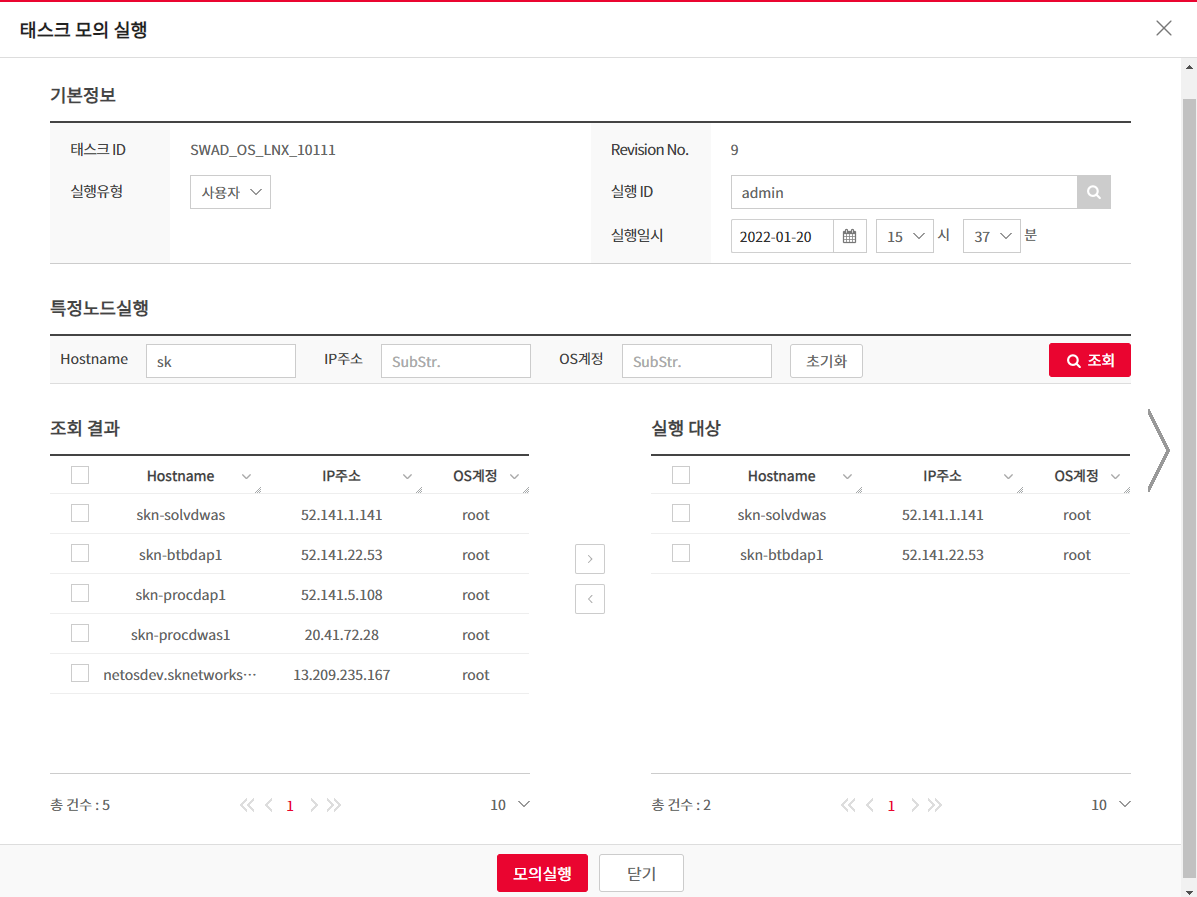 태스크 모의 실행
기본정보
태스크 ID SWAD_OS_LNX_10111 Revision No. 9
실행유형 사용자 실행 ID admin
실행일시 2022-01-20 15 시 37 분
특정노드실행
Hostname sk IP주소 SubStr. OS계정 SubStr. 초기화 조회
조회 결과
Hostname IP주소 OS계정
skn-solvdwas 52.141.1.141 root
skn-btbdap1 52.141.22.53 root
skn-procdap1 52.141.5.108 root
skn-procdwas1 20.41.72.28 root
netosdev.sknetworks… 13.209.235.167 root
총 건수 : 5 1 10
실행 대상
Hostname IP주소 OS계정
skn-solvdwas 52.141.1.141 root
skn-btbdap1 52.141.22.53 root
총 건수 : 2 1 10
모의실행 닫기